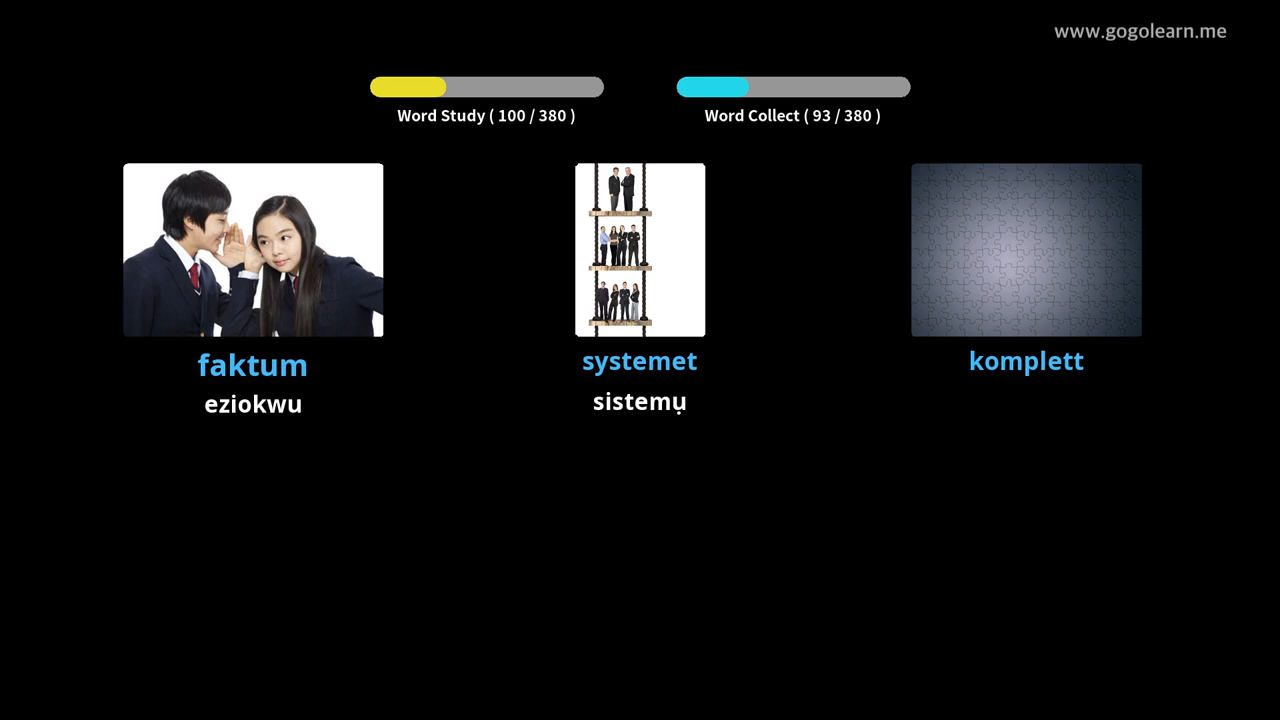 www.gogolearn.me
Word Study ( 100 / 380 )
Word Collect ( 93 / 380 )
faktum
eziokwu
systemet
sistemụ
komplett